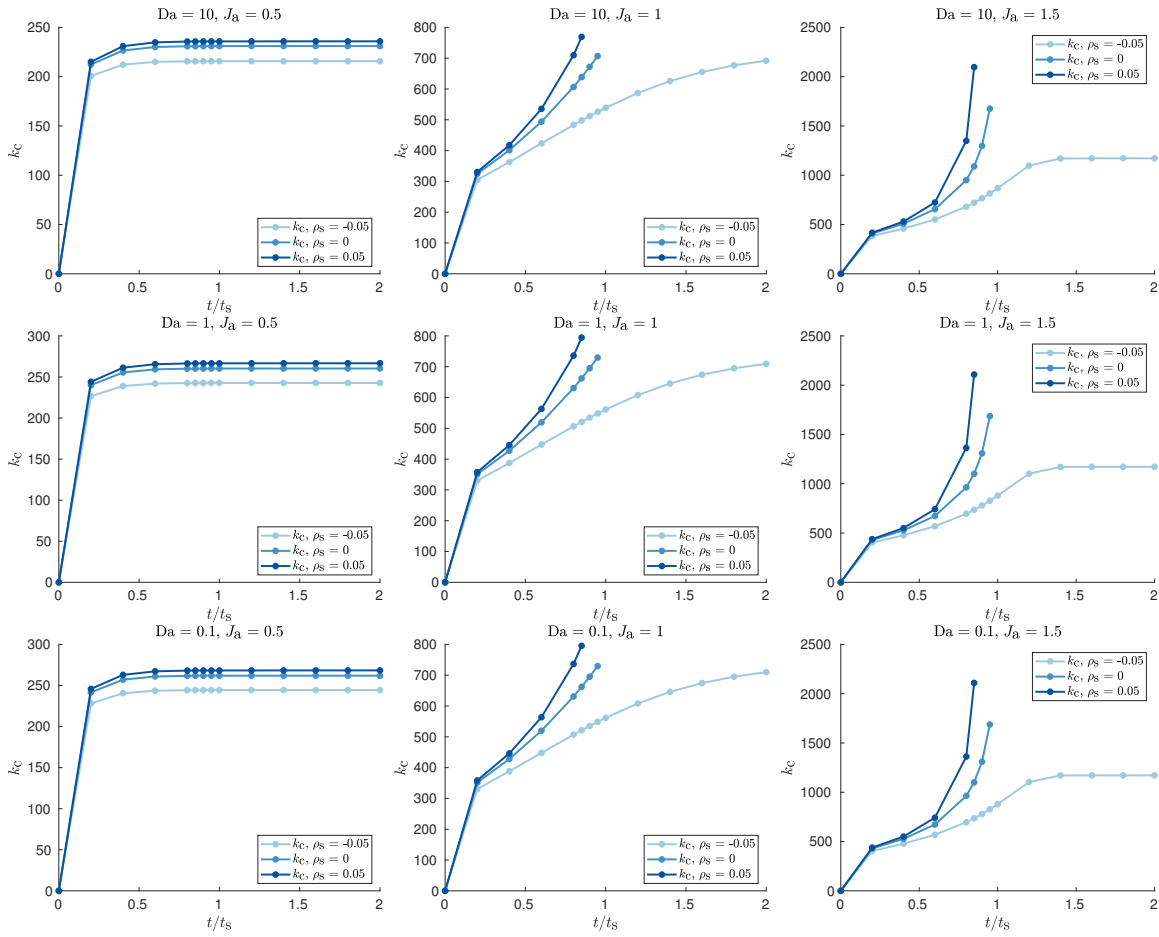 Da = 10, Ja = 0.5
250
200
150
100
50
0
kc
kc, ρs = -0.05
kc, ρs = 0
kc, ρs = 0.05
0 0.5 1 1.5 2
t/ts
Da = 10, Ja = 1
800
700
600
500
400
300
200
100
0
kc
kc, ρs = -0.05
kc, ρs = 0
kc, ρs = 0.05
0 0.5 1 1.5 2
t/ts
Da = 10, Ja = 1.5
2500
2000
1500
1000
500
0
kc
kc, ρs = -0.05
kc, ρs = 0
kc, ρs = 0.05
0 0.5 1 1.5 2
t/ts
Da = 1, Ja = 0.5
300
250
200
150
100
50
0
kc
kc, ρs = -0.05
kc, ρs = 0
kc, ρs = 0.05
0 0.5 1 1.5 2
t/ts
Da = 1, Ja = 1
800
700
600
500
400
300
200
100
0
kc
kc, ρs = -0.05
kc, ρs = 0
kc, ρs = 0.05
0 0.5 1 1.5 2
t/ts
Da = 1, Ja = 1.5
2500
2000
1500
1000
500
0
kc
kc, ρs = -0.05
kc, ρs = 0
kc, ρs = 0.05
0 0.5 1 1.5 2
t/ts
Da = 0.1, Ja = 0.5
300
250
200
150
100
50
0
kc
kc, ρs = -0.05
kc, ρs = 0
kc, ρs = 0.05
0 0.5 1 1.5 2
t/ts
Da = 0.1, Ja = 1
800
700
600
500
400
300
200
100
0
kc
kc, ρs = -0.05
kc, ρs = 0
kc, ρs = 0.05
0 0.5 1 1.5 2
t/ts
Da = 0.1, Ja = 1.5
2500
2000
1500
1000
500
0
kc
kc, ρs = -0.05
kc, ρs = 0
kc, ρs = 0.05
0 0.5 1 1.5 2
t/ts